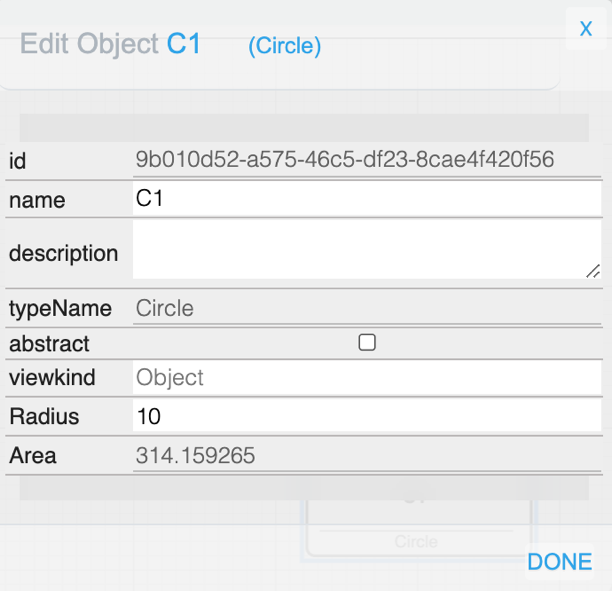 Edit Object C1 (Circle) X
id 9b010d52-a575-46c5-df23-8cae4f420f56
name C1
description
typeName Circle
abstract
viewkind Object
Radius 10
Area 314.159265
Circle
DONE